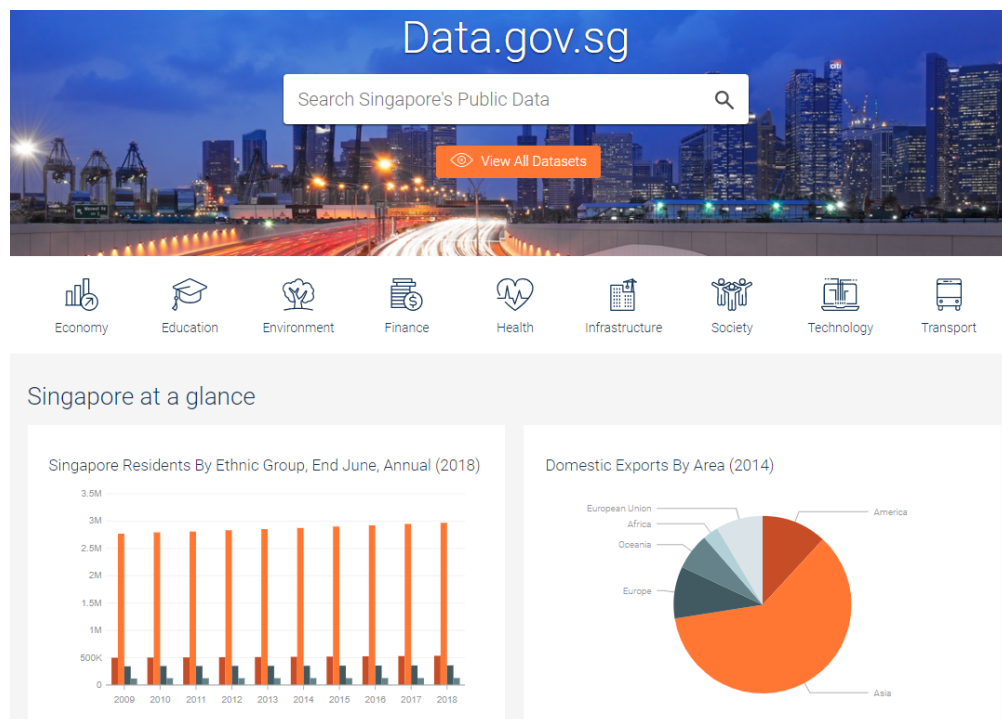 Data.gov.sg
Search Singapore's Public Data
View All Datasets
citi
ERP
Economy
Education
Environment
Finance
Health
Infrastructure
Society
Technology
Transport
Singapore at a glance
Singapore Residents By Ethnic Group, End June, Annual (2018)
3.5M
3M
2.5M
2M
1.5M
1M
500K
0
2009 2010 2011 2012 2013 2014 2015 2016 2017 2018
Domestic Exports By Area (2014)
European Union
Africa
Oceania
Europe
America
Asia